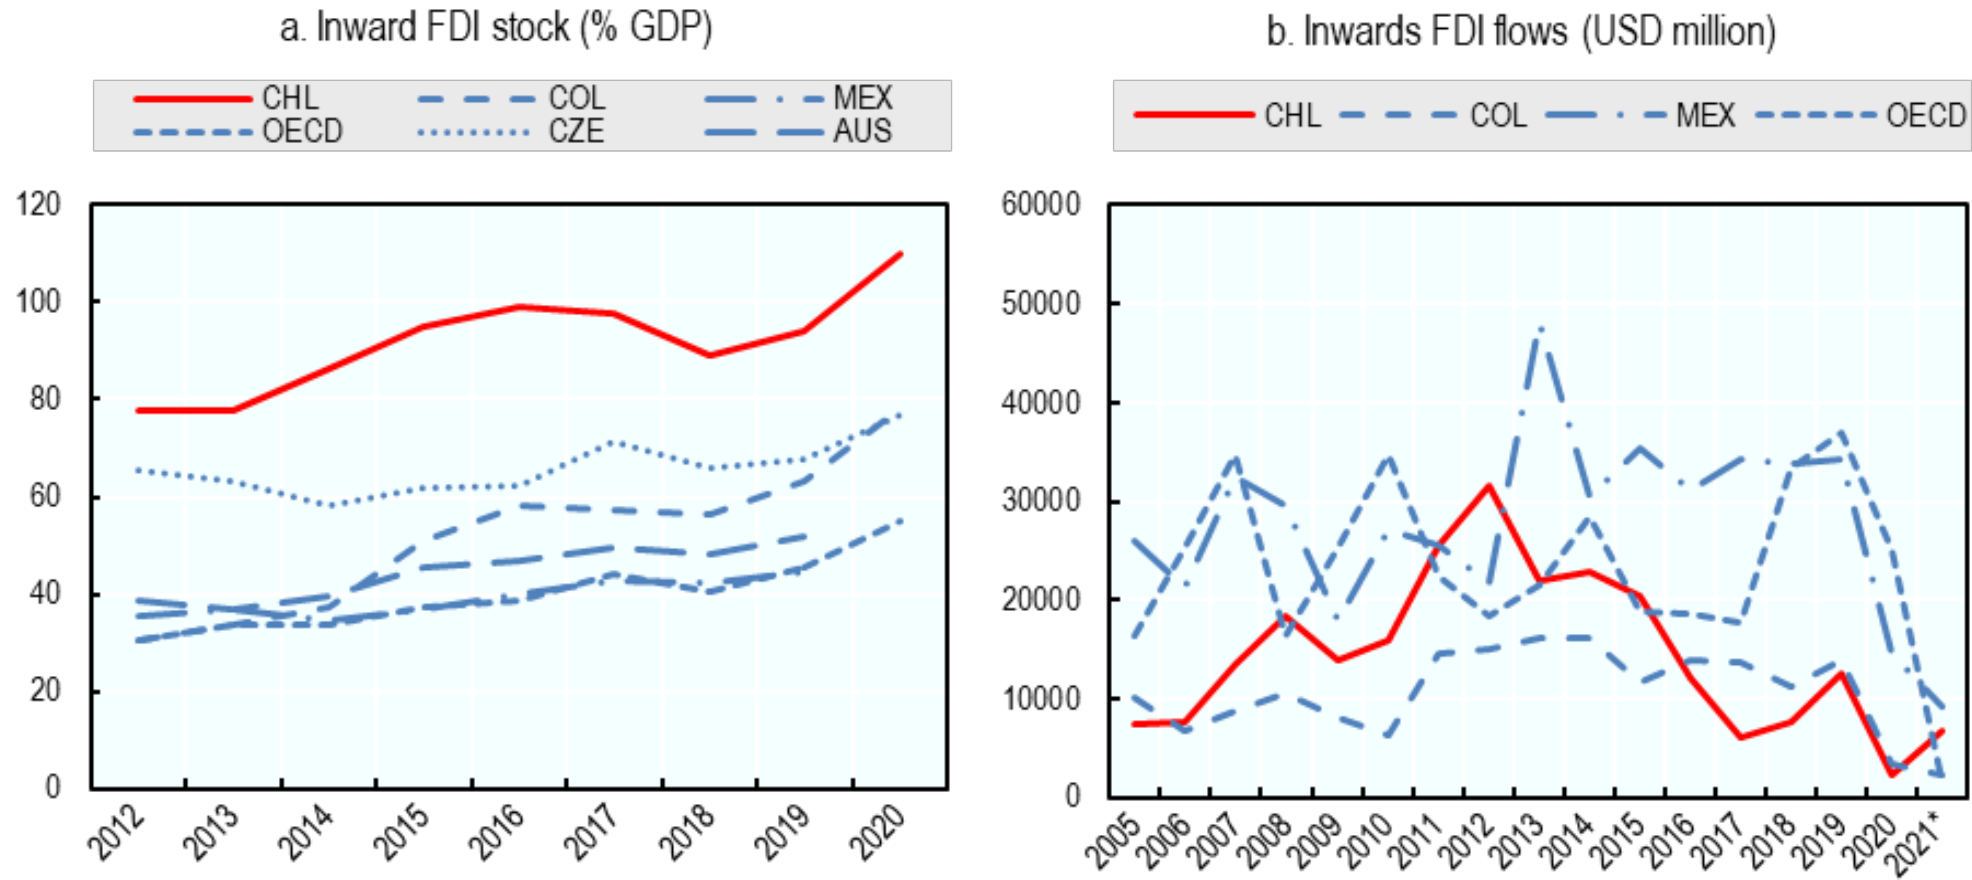 a. Inward FDI stock (% GDP)
CHL COL MEX
OECD CZE AUS
120
100
80
60
40
20
0
2012 2013 2014 2015 2016 2017 2018 2019 2020
b. Inwards FDI flows (USD million)
CHL COL MEX OECD
60000
50000
40000
30000
20000
10000
0
2005 2006 2007 2008 2009 2010 2011 2012 2013 2014 2015 2016 2017 2018 2019 2020 2021*